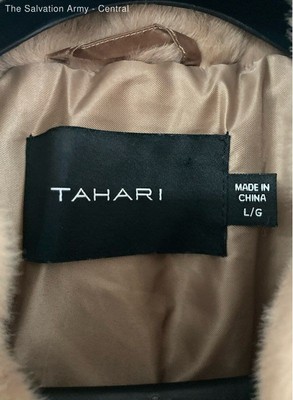 The Salvation Army - Central
TAHARI
MADE IN
CHINA
L/G